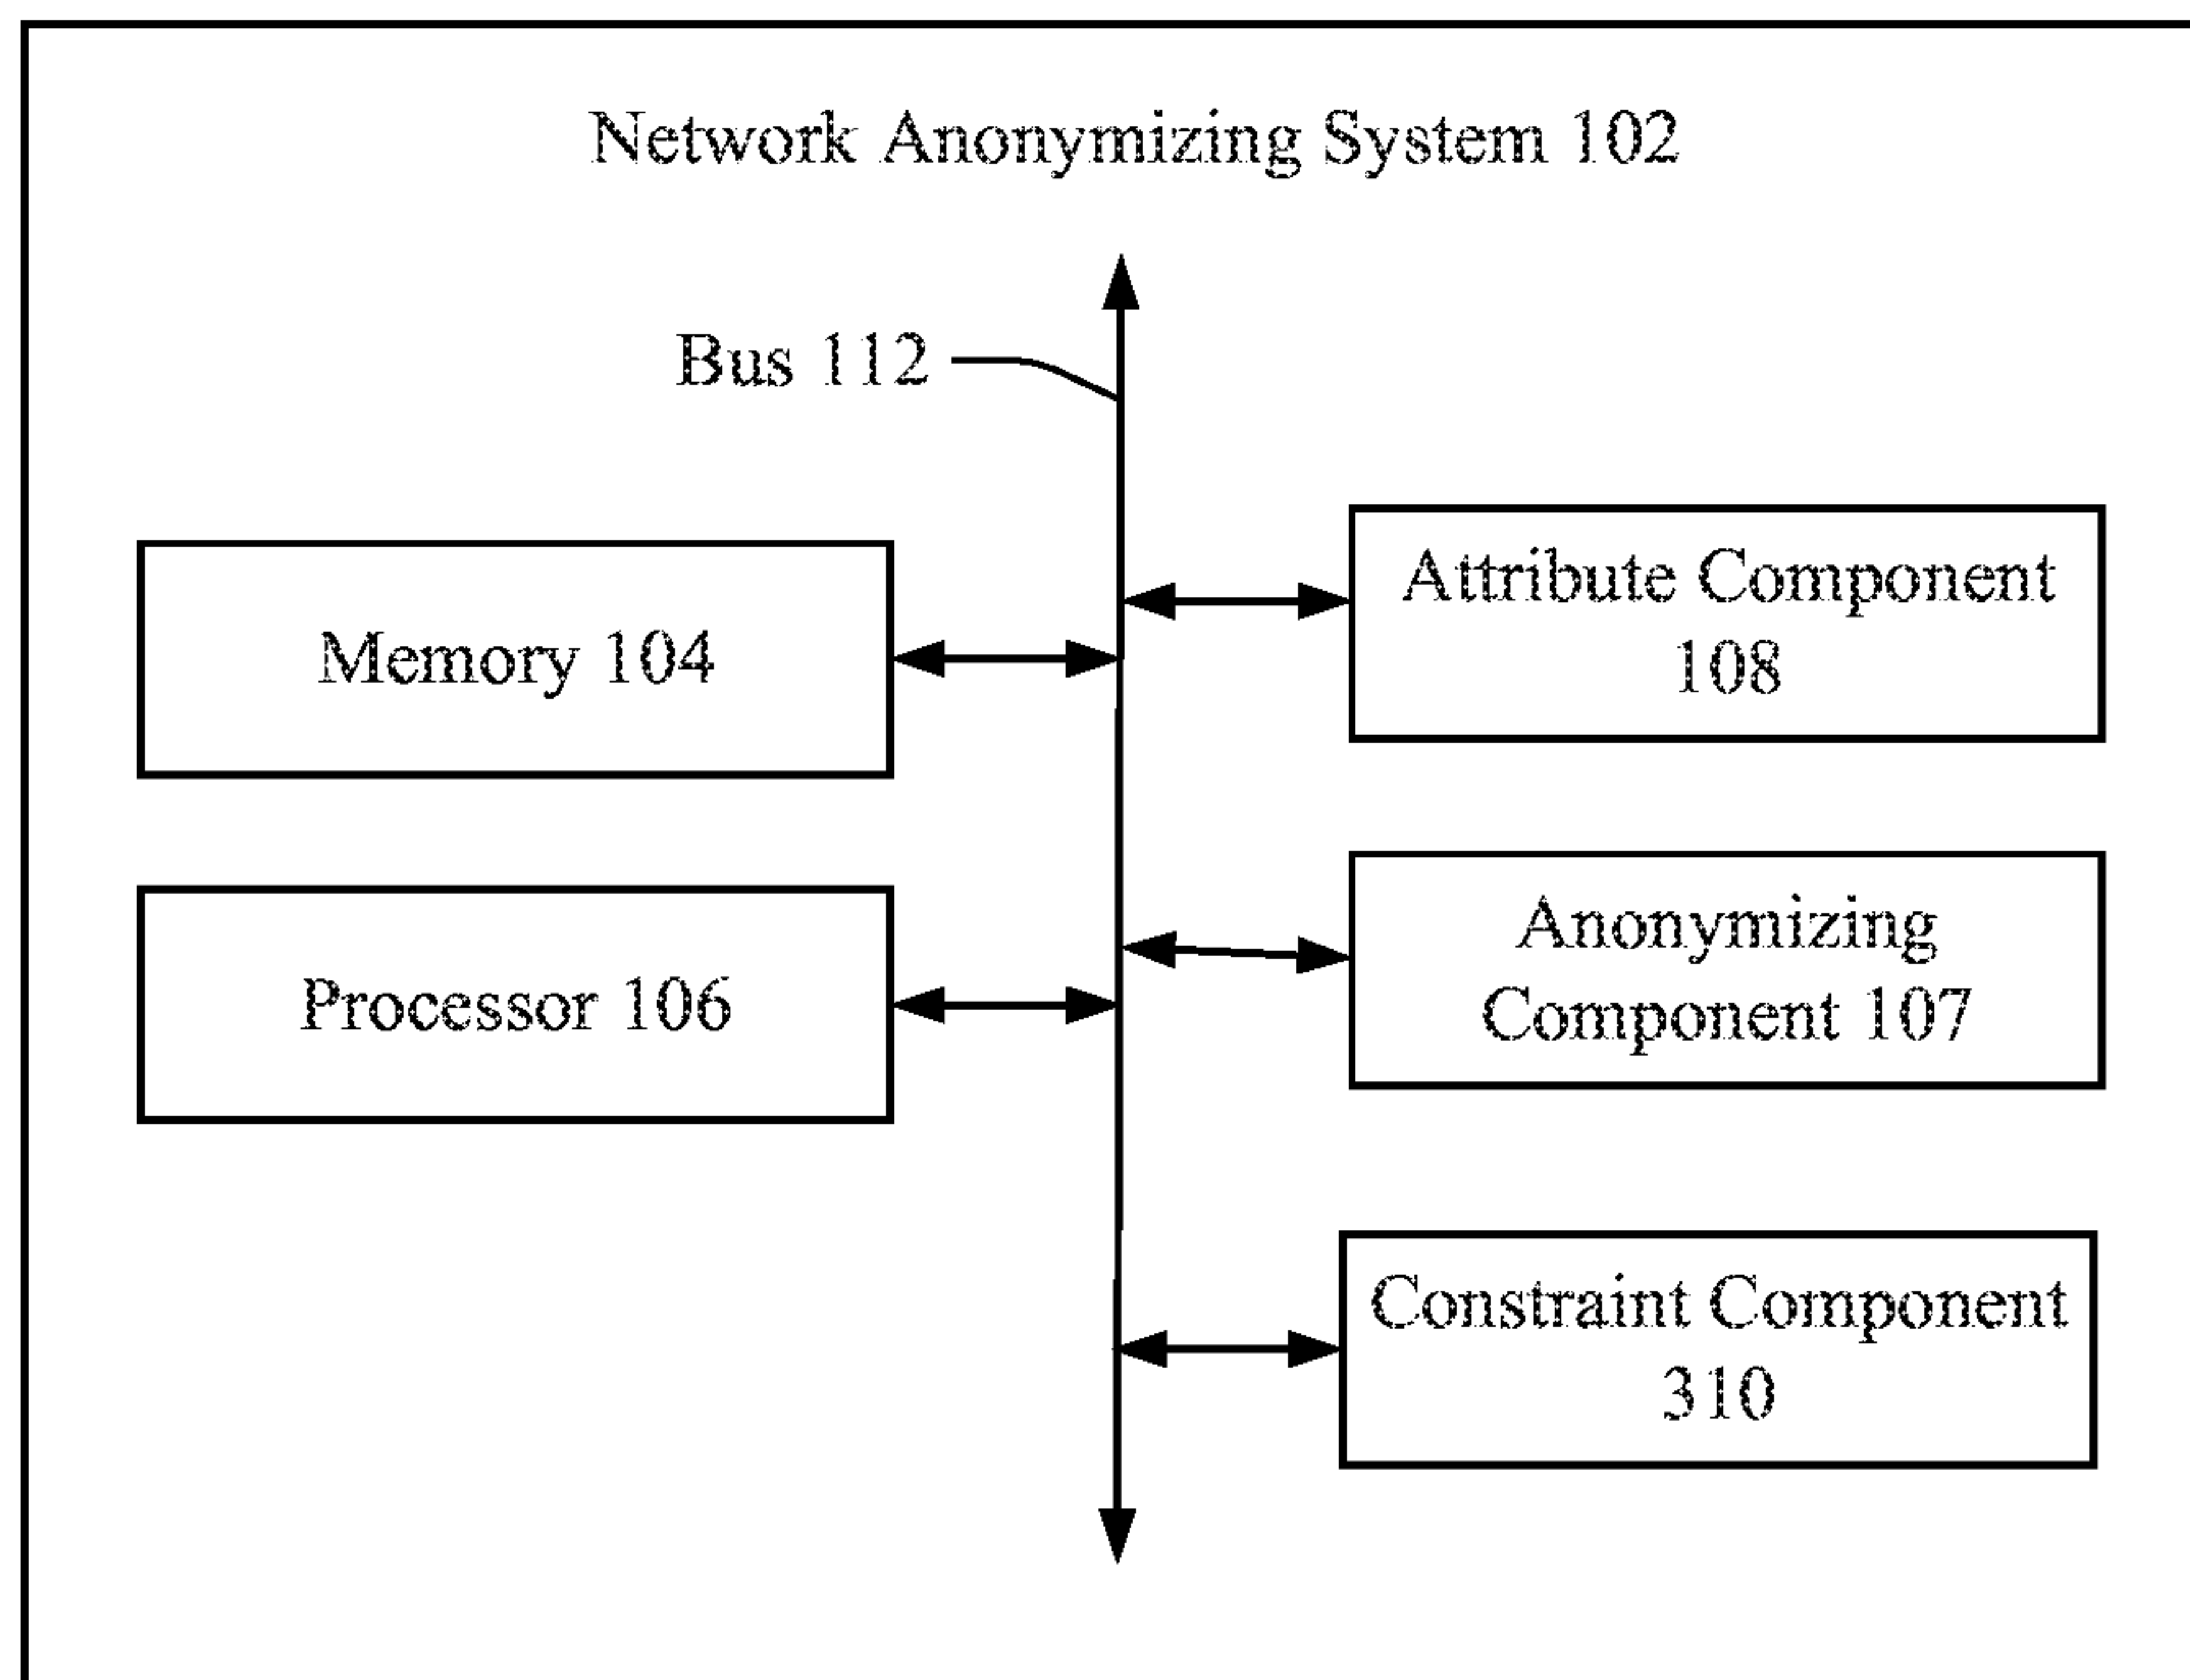 Network Anonymizing System 102
Bus 112
Memory 104
Attribute Component
108
Processor 106
Anonymizing
Component 107
Constraint Component
310